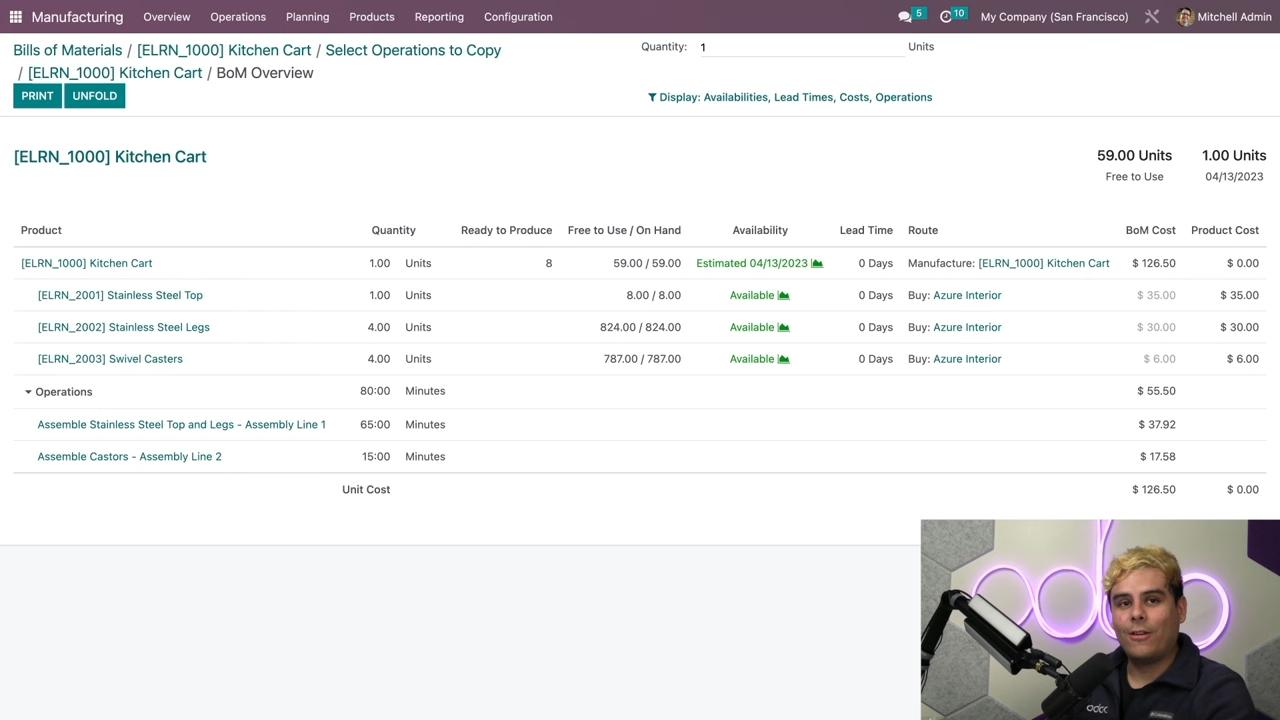 Manufacturing Overview Operations Planning Products Reporting Configuration 5 10 My Company (San Francisco) Mitchell Admin
Bills of Materials / [ELRN_1000] Kitchen Cart / Select Operations to Copy
/ [ELRN_1000] Kitchen Cart / BoM Overview
Quantity: 1 Units
PRINT UNFOLD
Display: Availabilities, Lead Times, Costs, Operations
[ELRN_1000] Kitchen Cart
59.00 Units 1.00 Units
Free to Use 04/13/2023
Product Quantity Ready to Produce Free to Use / On Hand Availability Lead Time Route BoM Cost Product Cost
[ELRN_1000] Kitchen Cart 1.00 Units 8 59.00 / 59.00 Estimated 04/13/2023 0 Days Manufacture: [ELRN_1000] Kitchen Cart $ 126.50 $ 0.00
[ELRN_2001] Stainless Steel Top 1.00 Units 8.00 / 8.00 Available 0 Days Buy: Azure Interior $ 35.00 $ 35.00
[ELRN_2002] Stainless Steel Legs 4.00 Units 824.00 / 824.00 Available 0 Days Buy: Azure Interior $ 30.00 $ 30.00
[ELRN_2003] Swivel Casters 4.00 Units 787.00 / 787.00 Available 0 Days Buy: Azure Interior $ 6.00 $ 6.00
Operations 80:00 Minutes $ 55.50
Assemble Stainless Steel Top and Legs - Assembly Line 1 65:00 Minutes $ 37.92
Assemble Castors - Assembly Line 2 15:00 Minutes $ 17.58
Unit Cost $ 126.50 $ 0.00
odoo